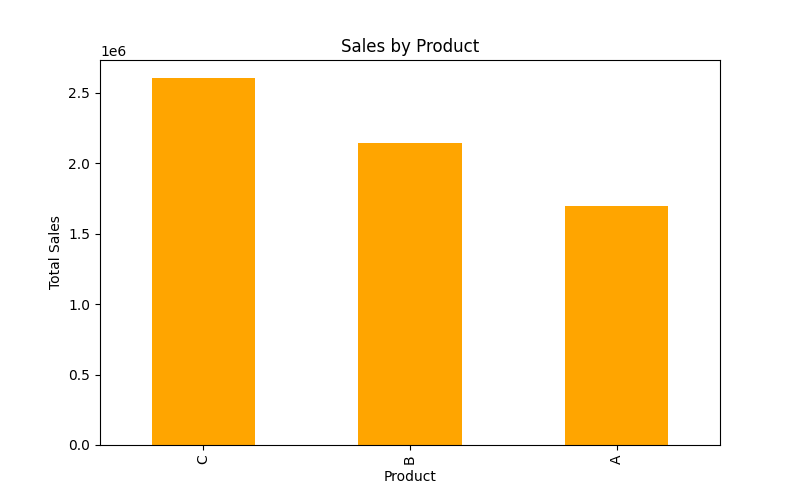 Sales by Product
1e6
2.5
2.0
1.5
1.0
0.5
0.0
Total Sales
C
B
A
Product